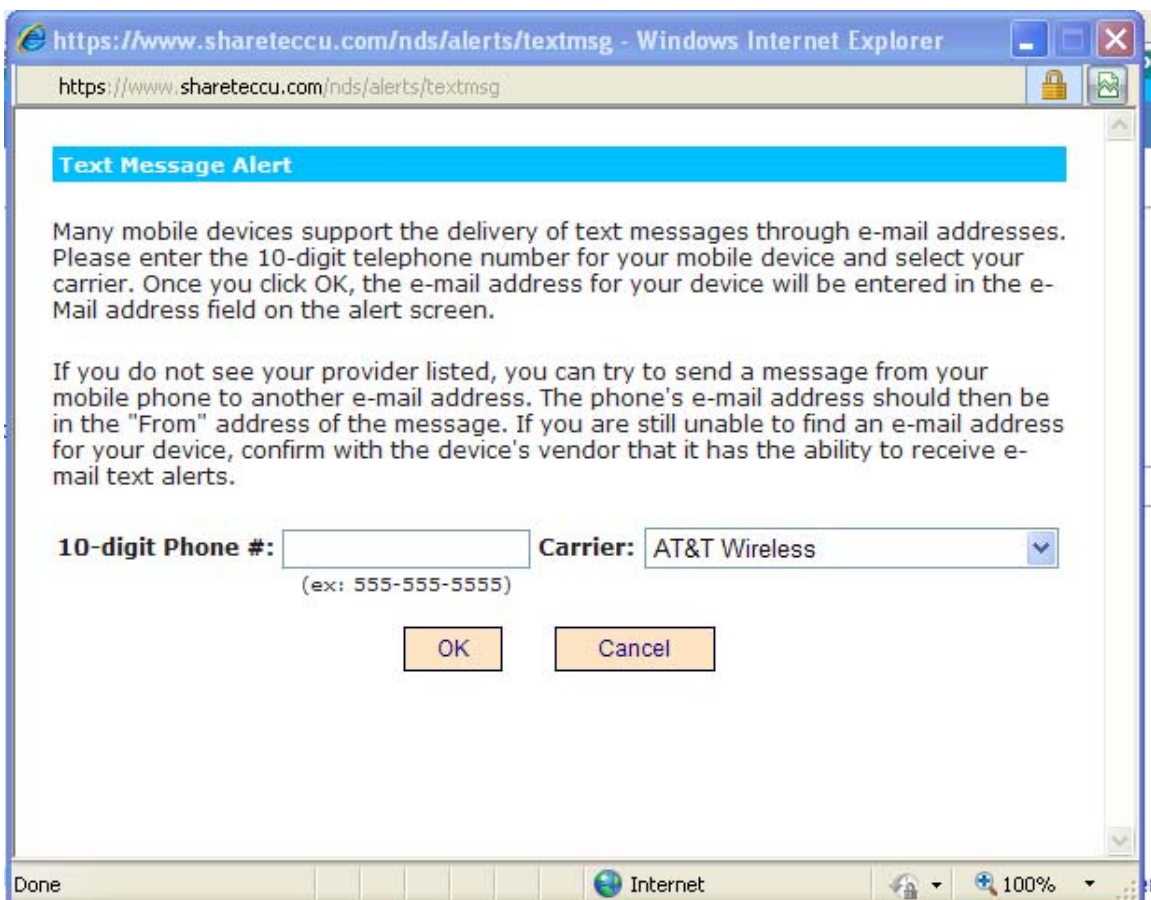 https://www.shareteccu.com/nds/alerts/textmsg - Windows Internet Explorer
https://www.shareteccu.com/nds/alerts/textmsg
Text Message Alert
Many mobile devices support the delivery of text messages through e-mail addresses.
Please enter the 10-digit telephone number for your mobile device and select your
carrier. Once you click OK, the e-mail address for your device will be entered in the e-
Mail address field on the alert screen.
If you do not see your provider listed, you can try to send a message from your
mobile phone to another e-mail address. The phone's e-mail address should then be
in the "From" address of the message. If you are still unable to find an e-mail address
for your device, confirm with the device's vendor that it has the ability to receive e-
mail text alerts.
10-digit Phone #: Carrier: AT&T Wireless
(ex: 555-555-5555)
OK Cancel
Done Internet 100%